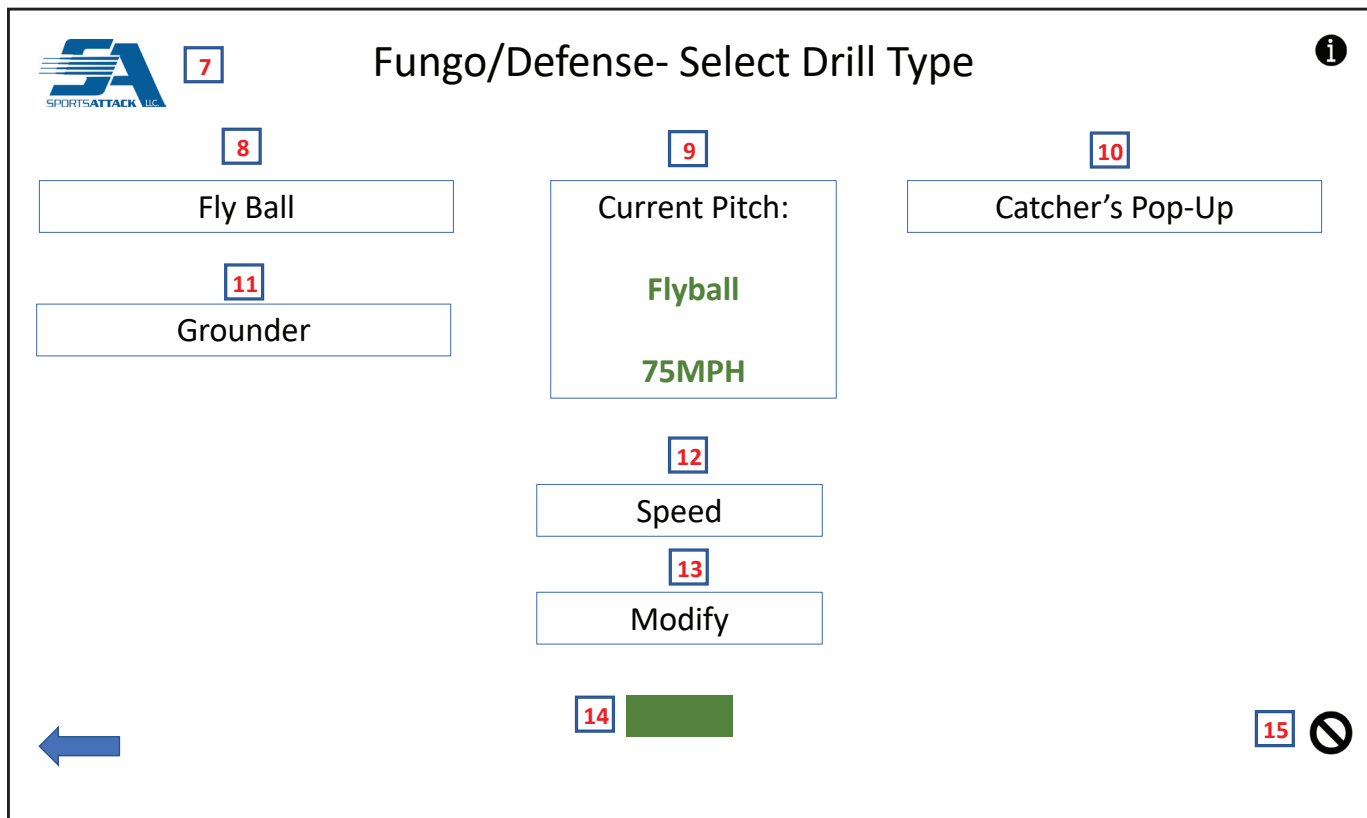 SA
SPORTSATTACK LLC.
7
Fungo/Defense- Select Drill Type
i
8
9
10
Fly Ball
Current Pitch:
Catcher’s Pop-Up
Flyball
11
Grounder
75MPH
12
Speed
13
Modify
14
15